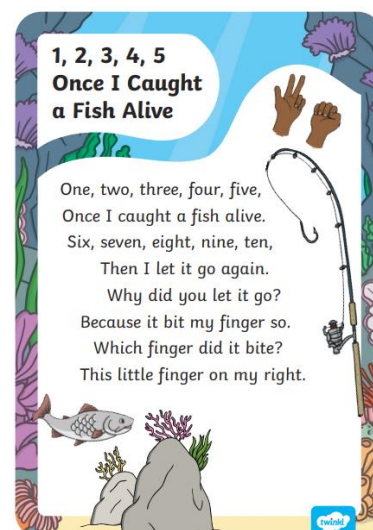 1, 2, 3, 4, 5
Once I Caught
a Fish Alive
One, two, three, four, five,
Once I caught a fish alive.
Six, seven, eight, nine, ten,
Then I let it go again.
Why did you let it go?
Because it bit my finger so.
Which finger did it bite?
This little finger on my right.
twinkl